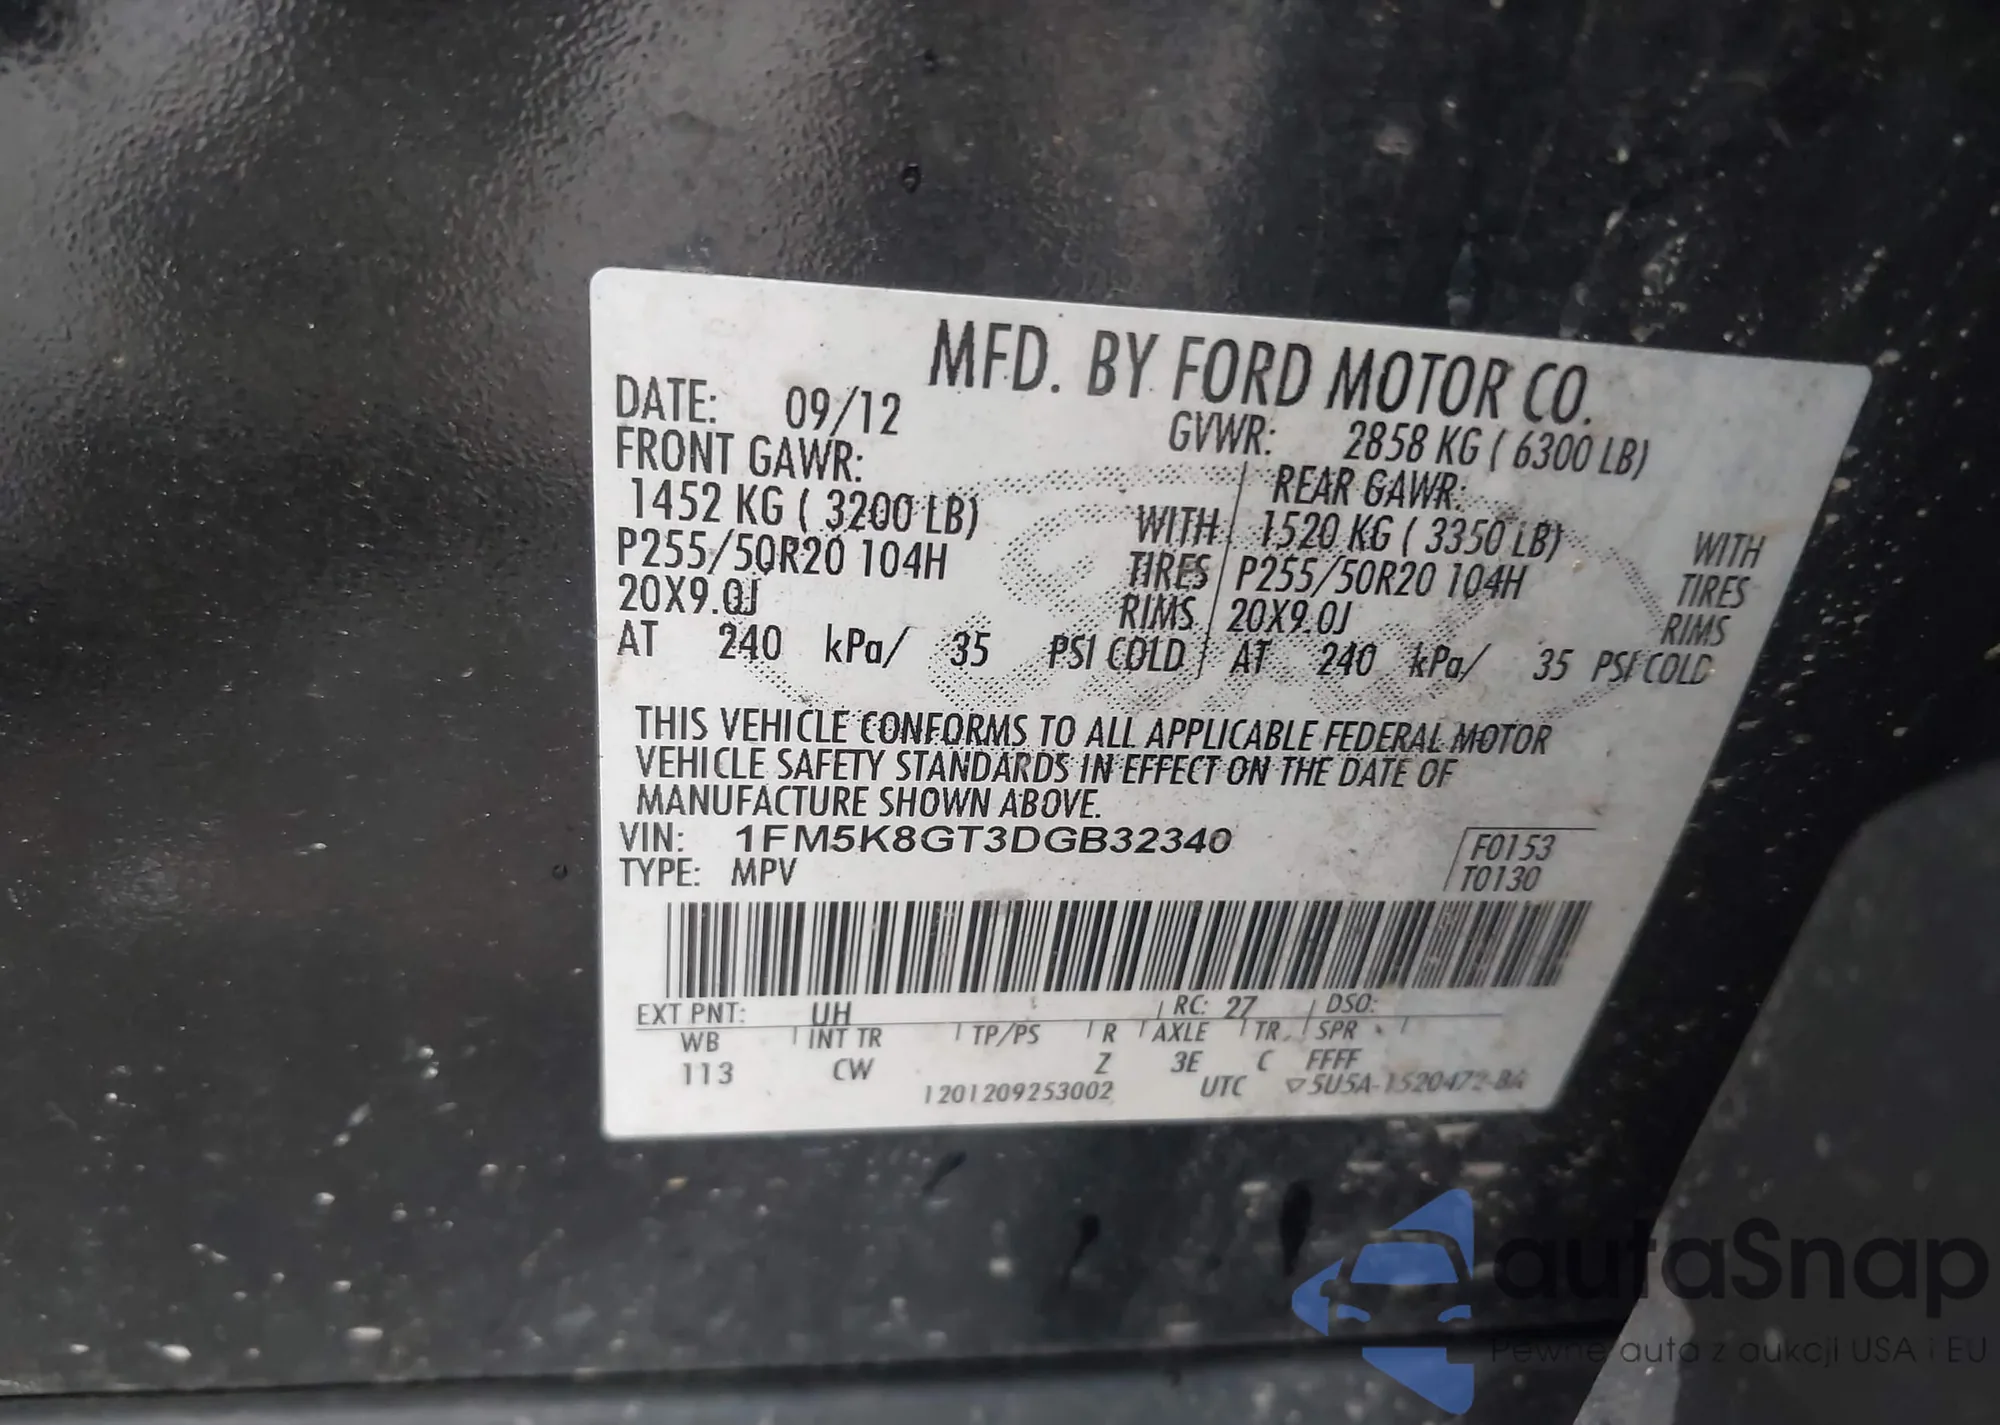 MFD. BY FORD MOTOR CO.
DATE: 09/12 GVWR: 2858 KG ( 6300 LB)
FRONT GAWR: REAR GAWR:
1452 KG ( 3200 LB) WITH 1520 KG ( 3350 LB) WITH
P255/50R20 104H TIRES P255/50R20 104H TIRES
20X9.0J RIMS 20X9.0J RIMS
AT 240 kPa/ 35 PSI COLD AT 240 kPa/ 35 PSI COLD
THIS VEHICLE CONFORMS TO ALL APPLICABLE FEDERAL MOTOR
VEHICLE SAFETY STANDARDS IN EFFECT ON THE DATE OF
MANUFACTURE SHOWN ABOVE.
VIN: 1FM5K8GT3DGB32340 F0153
TYPE: MPV T0130
EXT PNT: UH RC: 27 DSO:
WB INT TR TP/PS R AXLE TR SPR
113 CW Z 3E C FFFF
1201209253002 UTC ▽5U5A-1520472-BA
autaSnap
Pewne auta z aukcji USA i EU